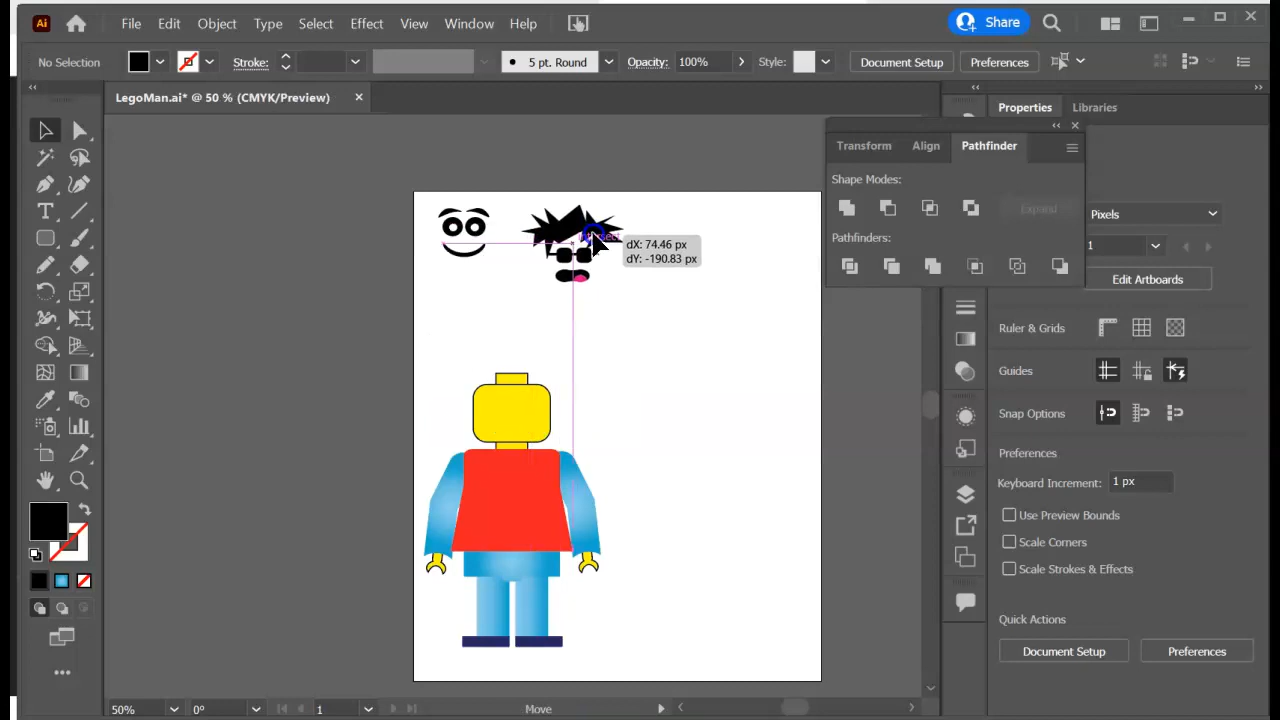 Ai File Edit Object Type Select Effect View Window Help Share
No Selection Stroke: 5 pt. Round Opacity: 100% Style: Document Setup Preferences
LegoMan.ai* @ 50 % (CMYK/Preview)
Properties Libraries
Transform Align Pathfinder
Shape Modes:
Expand
Pixels
Pathfinders:
1
dX: 74.46 px
dY: -190.83 px
Edit Artboards
Ruler & Grids
Guides
Snap Options
Preferences
Keyboard Increment: 1 px
Use Preview Bounds
Scale Corners
Scale Strokes & Effects
Quick Actions
Document Setup Preferences
50% 0° 1 Move